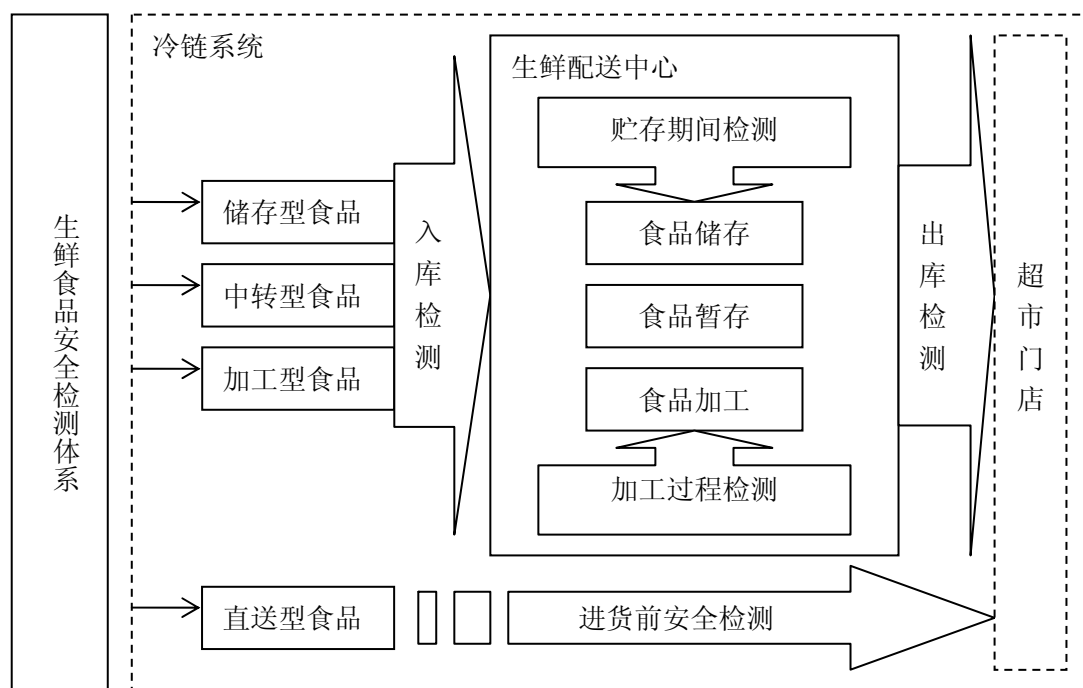 生鲜食品安全检测体系
冷链系统
储存型食品
中转型食品
加工型食品
直送型食品
入库检测
生鲜配送中心
贮存期间检测
食品储存
食品暂存
食品加工
加工过程检测
出库检测
进货前安全检测
超市门店